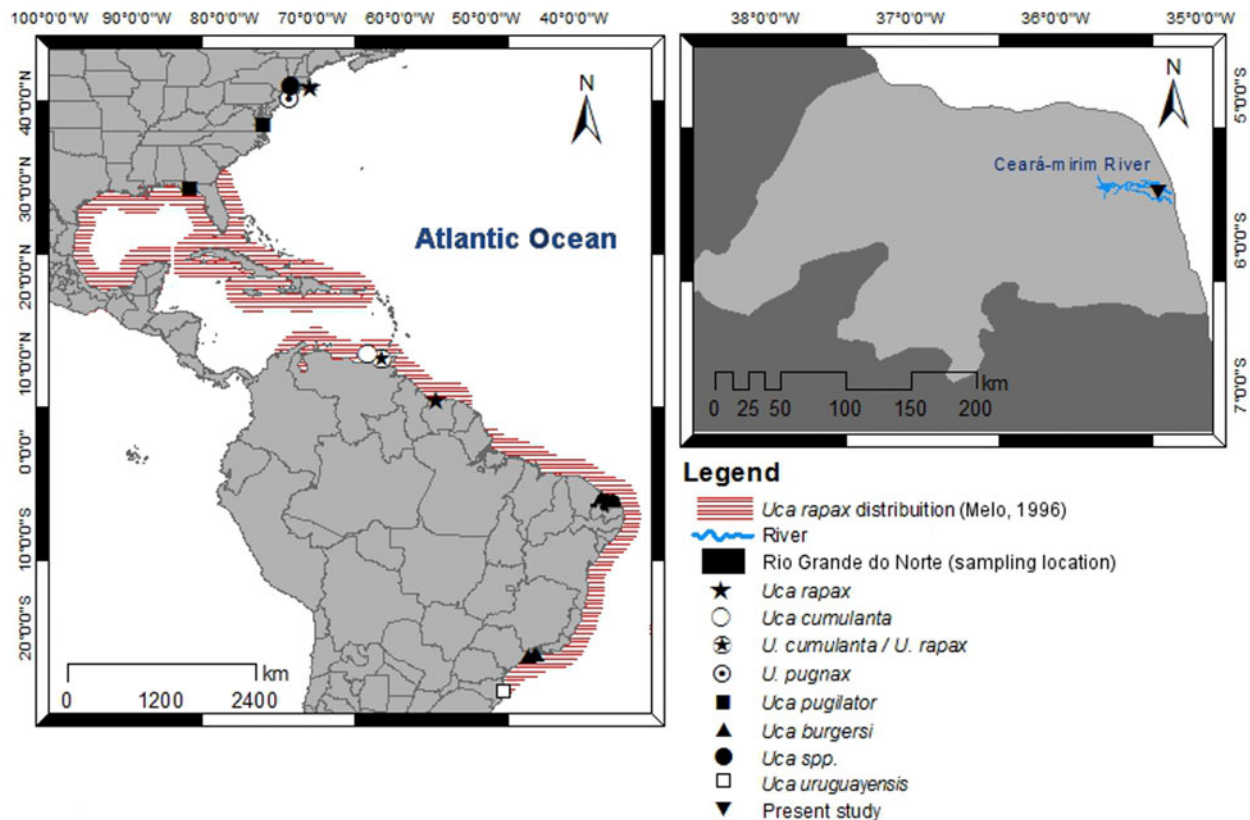 100°0'0"W 90°0'0"W 80°0'0"W 70°0'0"W 60°0'0"W 50°0'0"W 40°0'0"W
40°0'0"N
30°0'0"N
20°0'0"N
10°0'0"N
0°0'0"
10°0'0"S
20°0'0"S
N
Atlantic Ocean
km
0 1200 2400
38°0'0"W 37°0'0"W 36°0'0"W 35°0'0"W
5°0'0"S
6°0'0"S
7°0'0"S
N
Ceará-mirim River
km
0 25 50 100 150 200
Legend
Uca rapax distribuition (Melo, 1996)
River
Rio Grande do Norte (sampling location)
Uca rapax
Uca cumulanta
U. cumulanta / U. rapax
U. pugnax
Uca pugilator
Uca burgersi
Uca spp.
Uca uruguayensis
Present study